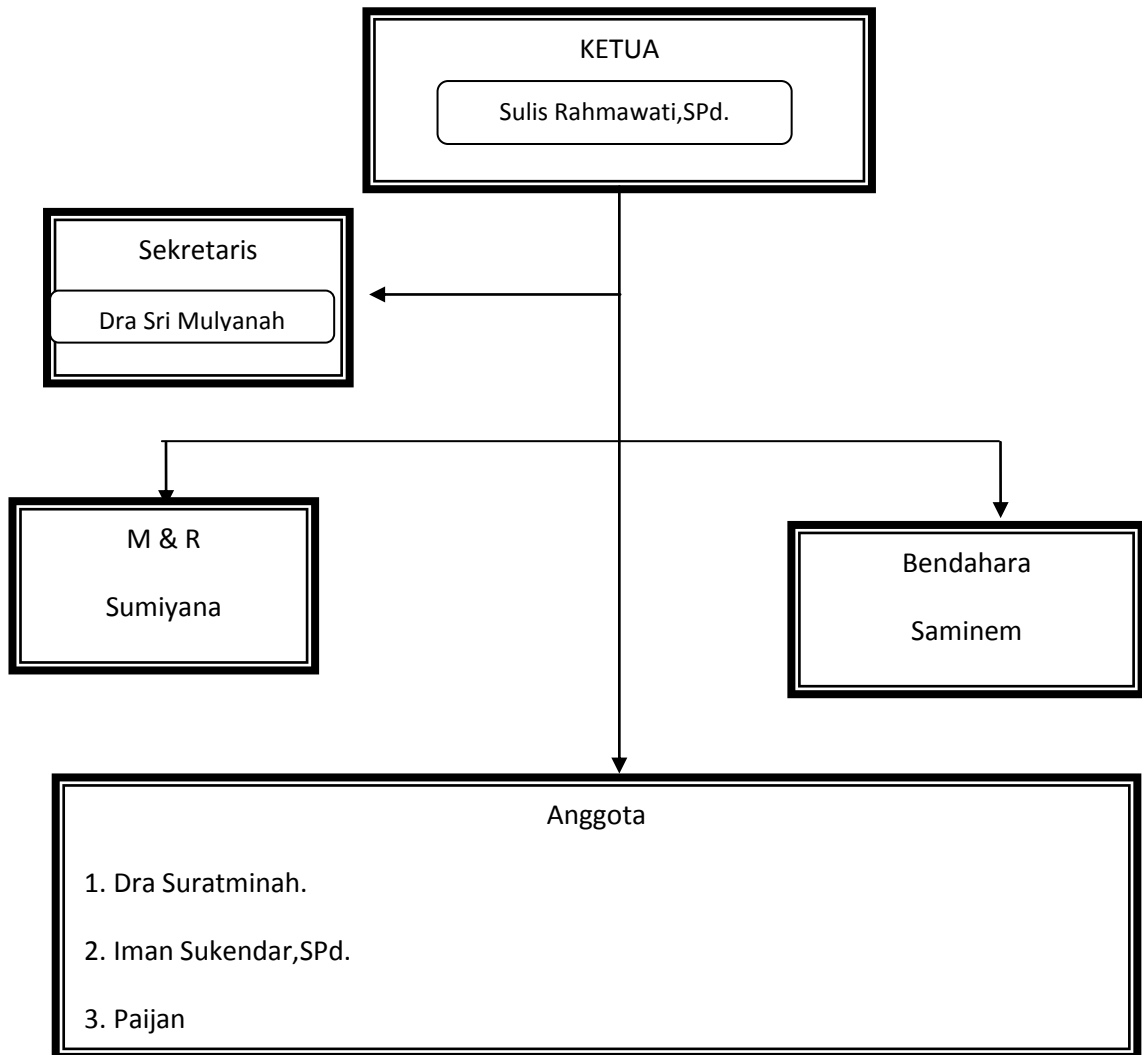 KETUA
Sulis Rahmawati,SPd.
Sekretaris
Dra Sri Mulyanah
M & R
Sumiyana
Bendahara
Saminem
Anggota
1. Dra Suratminah.
2. Iman Sukendar,SPd.
3. Paijan